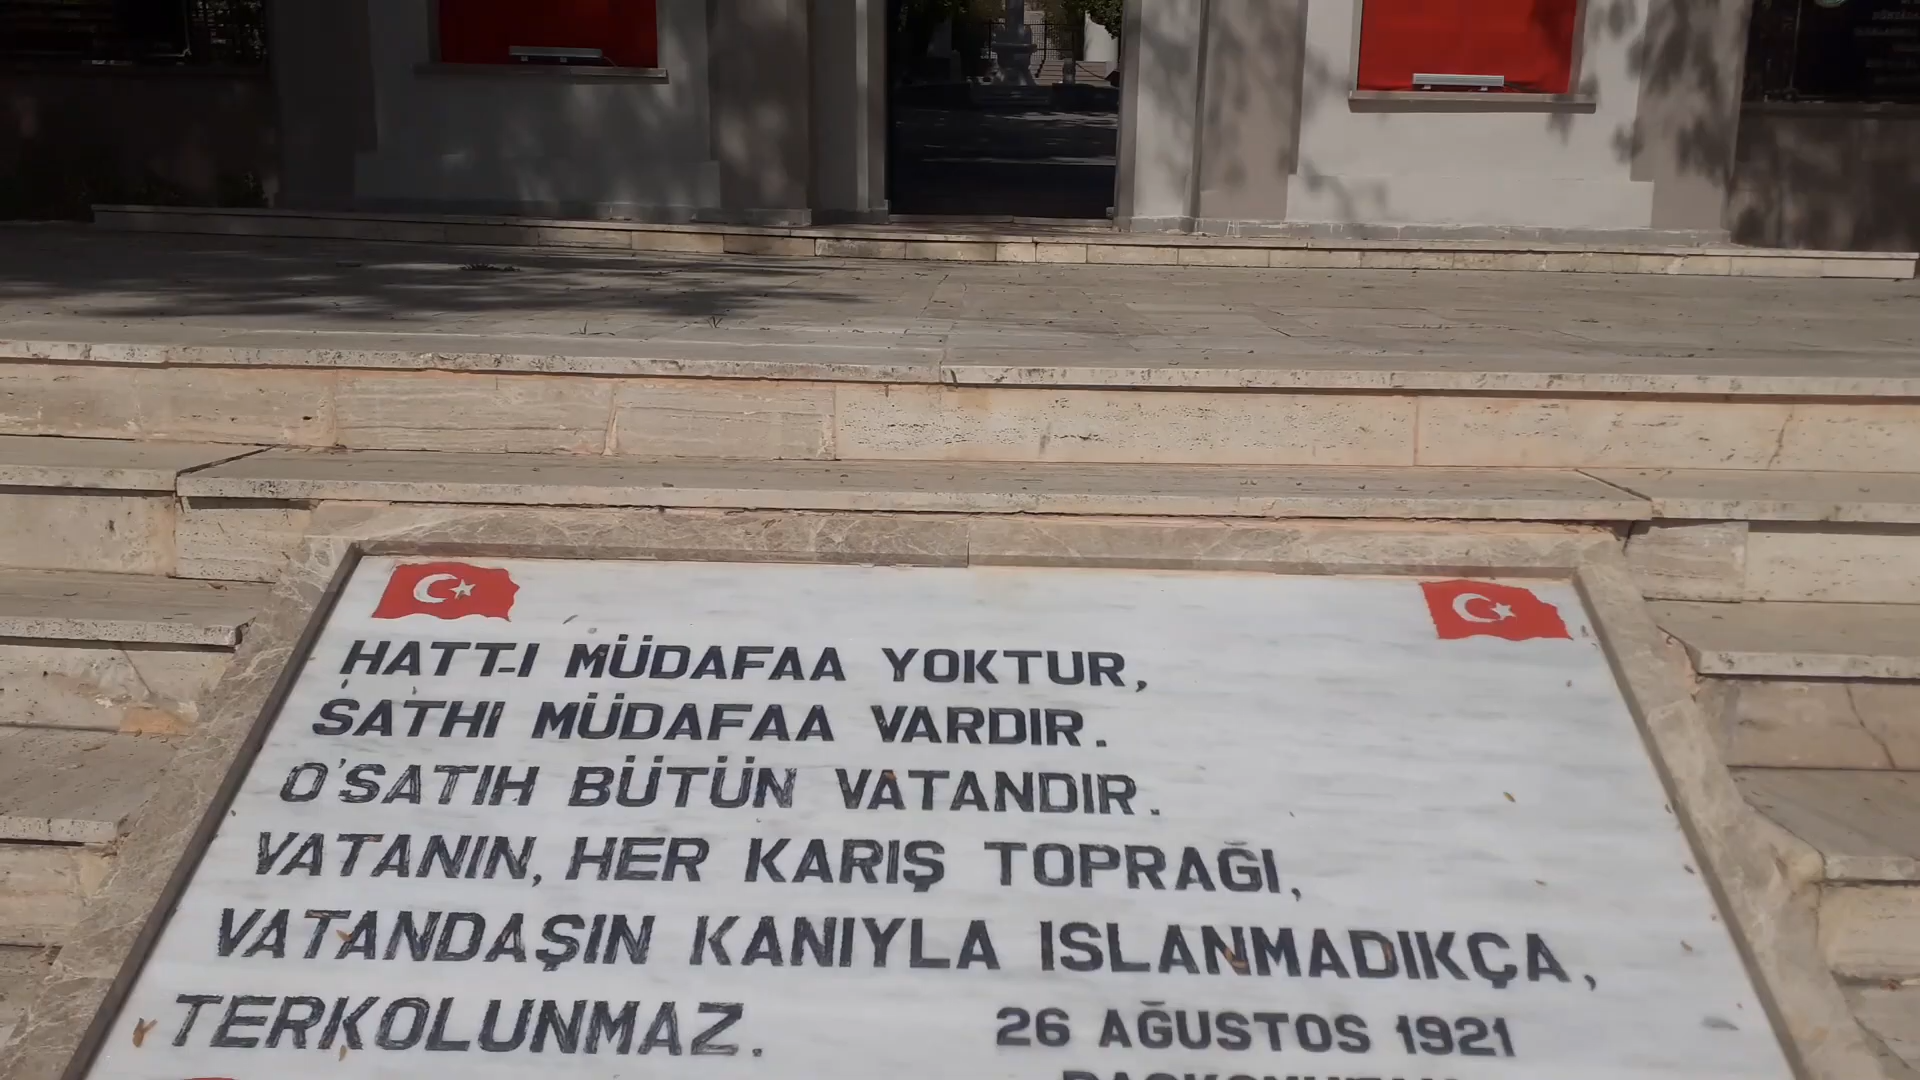 HATT-I MÜDAFAA YOKTUR,
SATHI MÜDAFAA VARDIR.
O'SATIH BÜTÜN VATANDIR.
VATANIN, HER KARIŞ TOPRAĞI,
VATANDAŞIN KANIYLA ISLANMADIKÇA,
TERKOLUNMAZ.
26 AĞUSTOS 1921